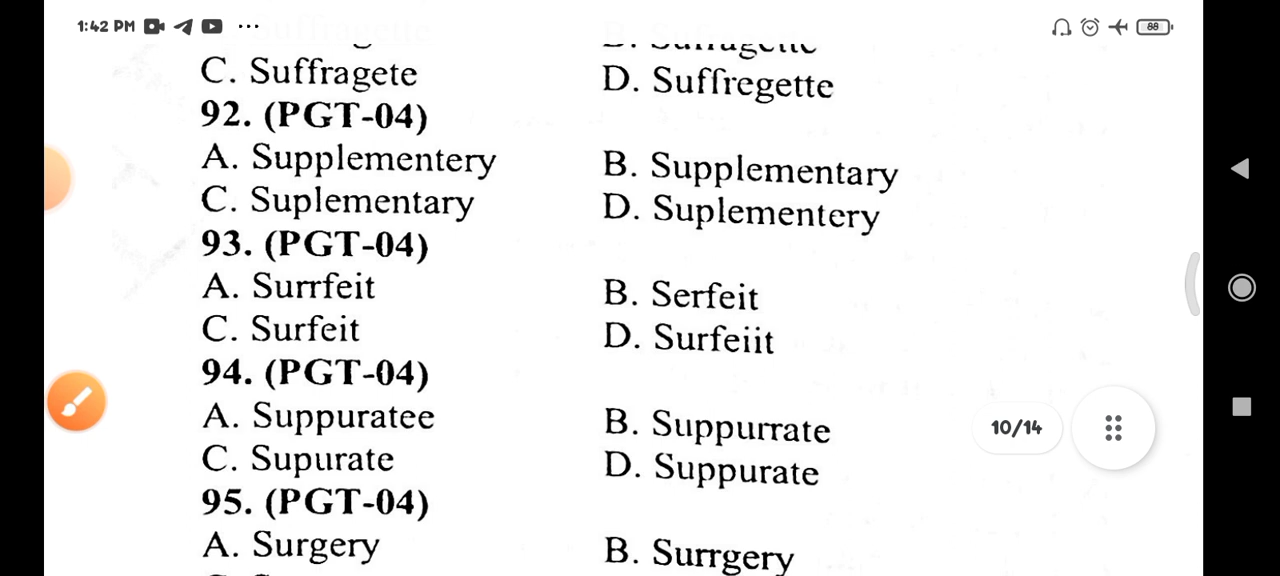 1:42 PM ... 88
C. Suffragete D. Suffregette
92. (PGT-04)
A. Supplementery B. Supplementary
C. Suplementary D. Suplementery
93. (PGT-04)
A. Surrfeit B. Serfeit
C. Surfeit D. Surfeiit
94. (PGT-04)
A. Suppuratee B. Suppurrate
10/14
C. Supurate D. Suppurate
95. (PGT-04)
A. Surgery B. Surrgery